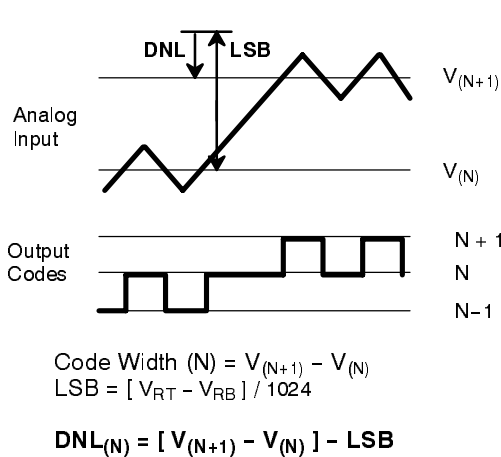 DNL LSB
V(N+1)
Analog
Input
V(N)
Output
Codes
N + 1
N
N–1
Code Width (N) = V(N+1) – V(N)
LSB = [ VRT – VRB ] / 1024
DNL(N) = [ V(N+1) – V(N) ] – LSB